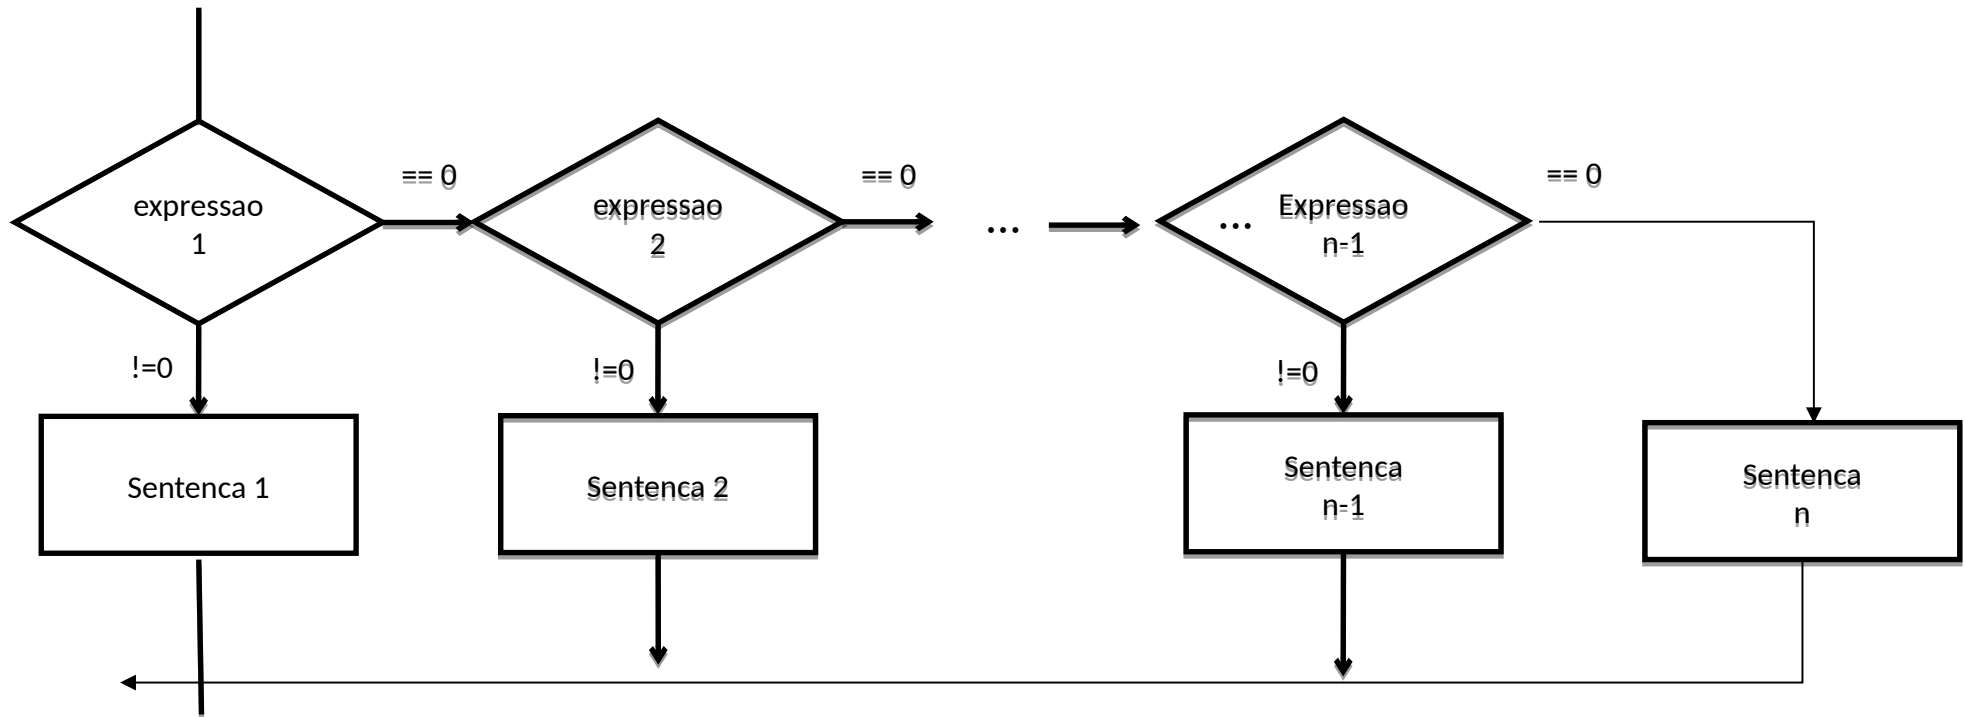 == 0
== 0
== 0
expressao
1
expressao
2
...
... Expressao
n-1
!=0
!=0
!=0
Sentenca 1
Sentenca 2
Sentenca
n-1
Sentenca
n